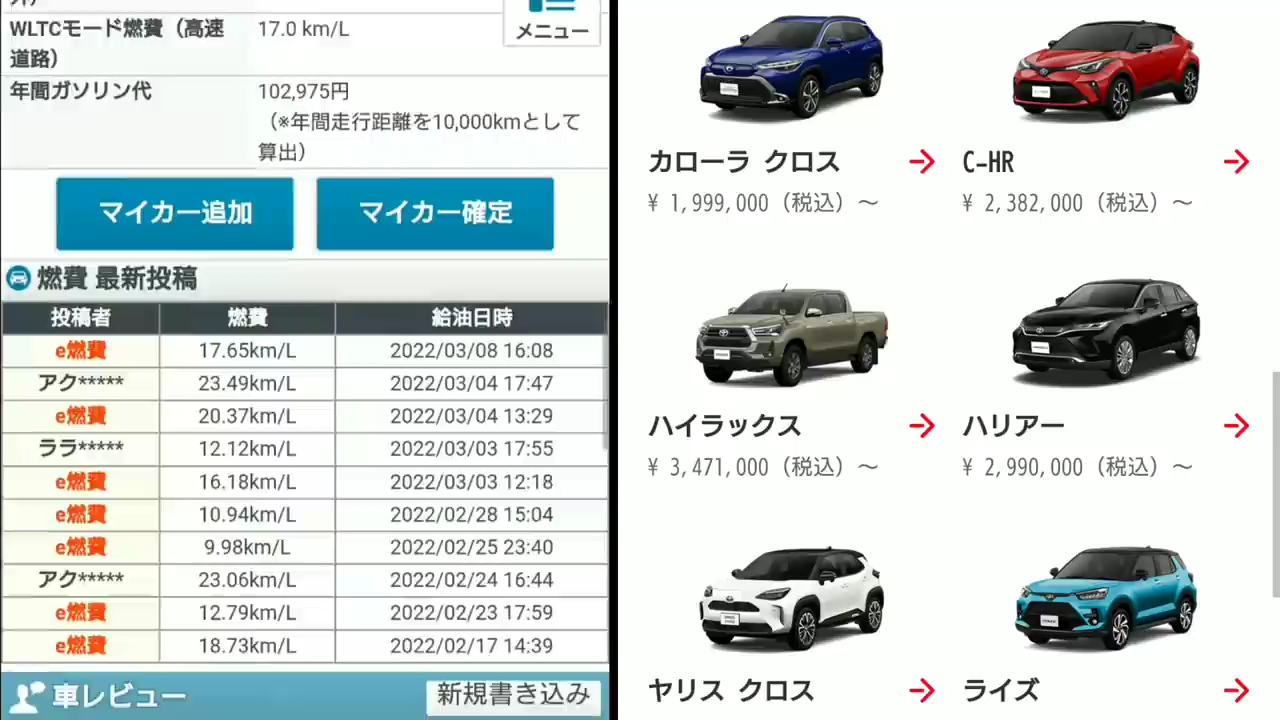 WLTCモード燃費（高速
道路）
17.0 km/L
メニュー
年間ガソリン代
102,975円
（※年間走行距離を10,000kmとして
算出）
マイカー追加
マイカー確定
燃費 最新投稿
投稿者 燃費 給油日時
e燃費 17.65km/L 2022/03/08 16:08
アク***** 23.49km/L 2022/03/04 17:47
e燃費 20.37km/L 2022/03/04 13:29
ララ***** 12.12km/L 2022/03/03 17:55
e燃費 16.18km/L 2022/03/03 12:18
e燃費 10.94km/L 2022/02/28 15:04
e燃費 9.98km/L 2022/02/25 23:40
アク***** 23.06km/L 2022/02/24 16:44
e燃費 12.79km/L 2022/02/23 17:59
e燃費 18.73km/L 2022/02/17 14:39
車レビュー
新規書き込み
カローラ クロス
¥ 1,999,000（税込）～
C-HR
¥ 2,382,000（税込）～
ハイラックス
¥ 3,471,000（税込）～
ハリアー
¥ 2,990,000（税込）～
ヤリス クロス
ライズ